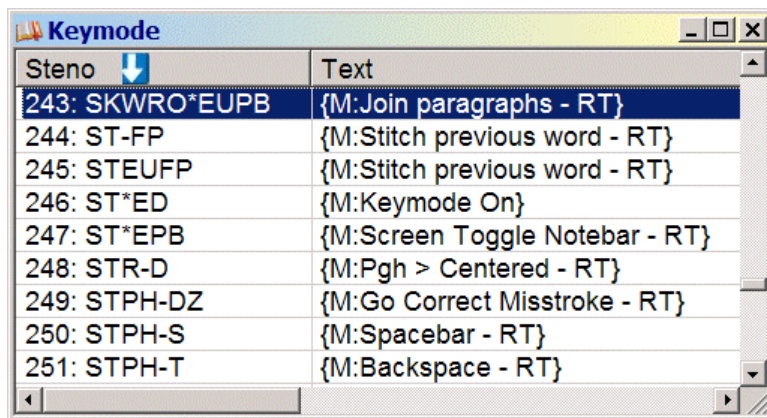 Keymode
Steno Text
243: SKWRO*EUPB {M:Join paragraphs - RT}
244: ST-FP {M:Stitch previous word - RT}
245: STEUFP {M:Stitch previous word - RT}
246: ST*ED {M:Keymode On}
247: ST*EPB {M:Screen Toggle Notebar - RT}
248: STR-D {M:Pgh > Centered - RT}
249: STPH-DZ {M:Go Correct Misstroke - RT}
250: STPH-S {M:Spacebar - RT}
251: STPH-T {M:Backspace - RT}